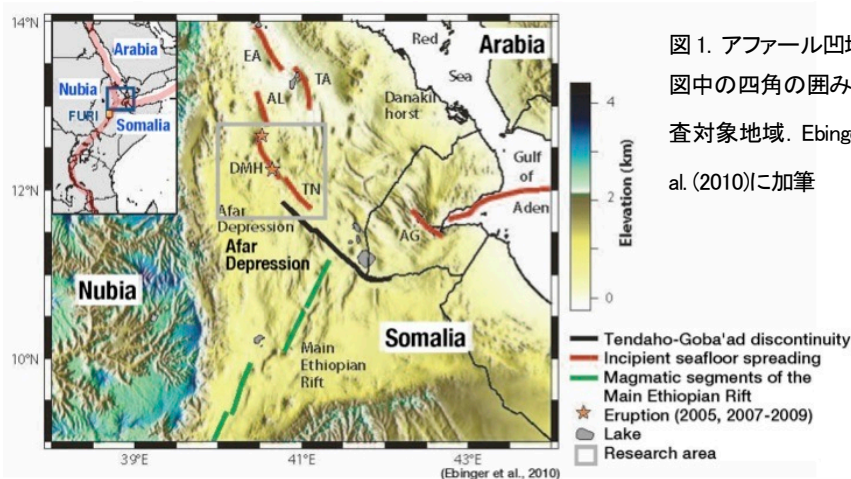 14°N
12°N
10°N
39°E
41°E
43°E
Arabia
Nubia
FURI
Somalia
EA
TA
AL
DMH
TN
AG
Red
Sea
Arabia
Danakil
horst
Gulf
of
Aden
Afar
Depression
Afar
Depression
Nubia
Somalia
Main
Ethiopian
Rift
4
2
0
Elevation (km)
Tendaho-Goba'ad discontinuity
Incipient seafloor spreading
Magmatic segments of the
Main Ethiopian Rift
Eruption (2005, 2007-2009)
Lake
Research area
(Ebinger et al., 2010)
図1. アファール凹
図中の四角の囲み
査対象地域. Ebing
al. (2010)に加筆